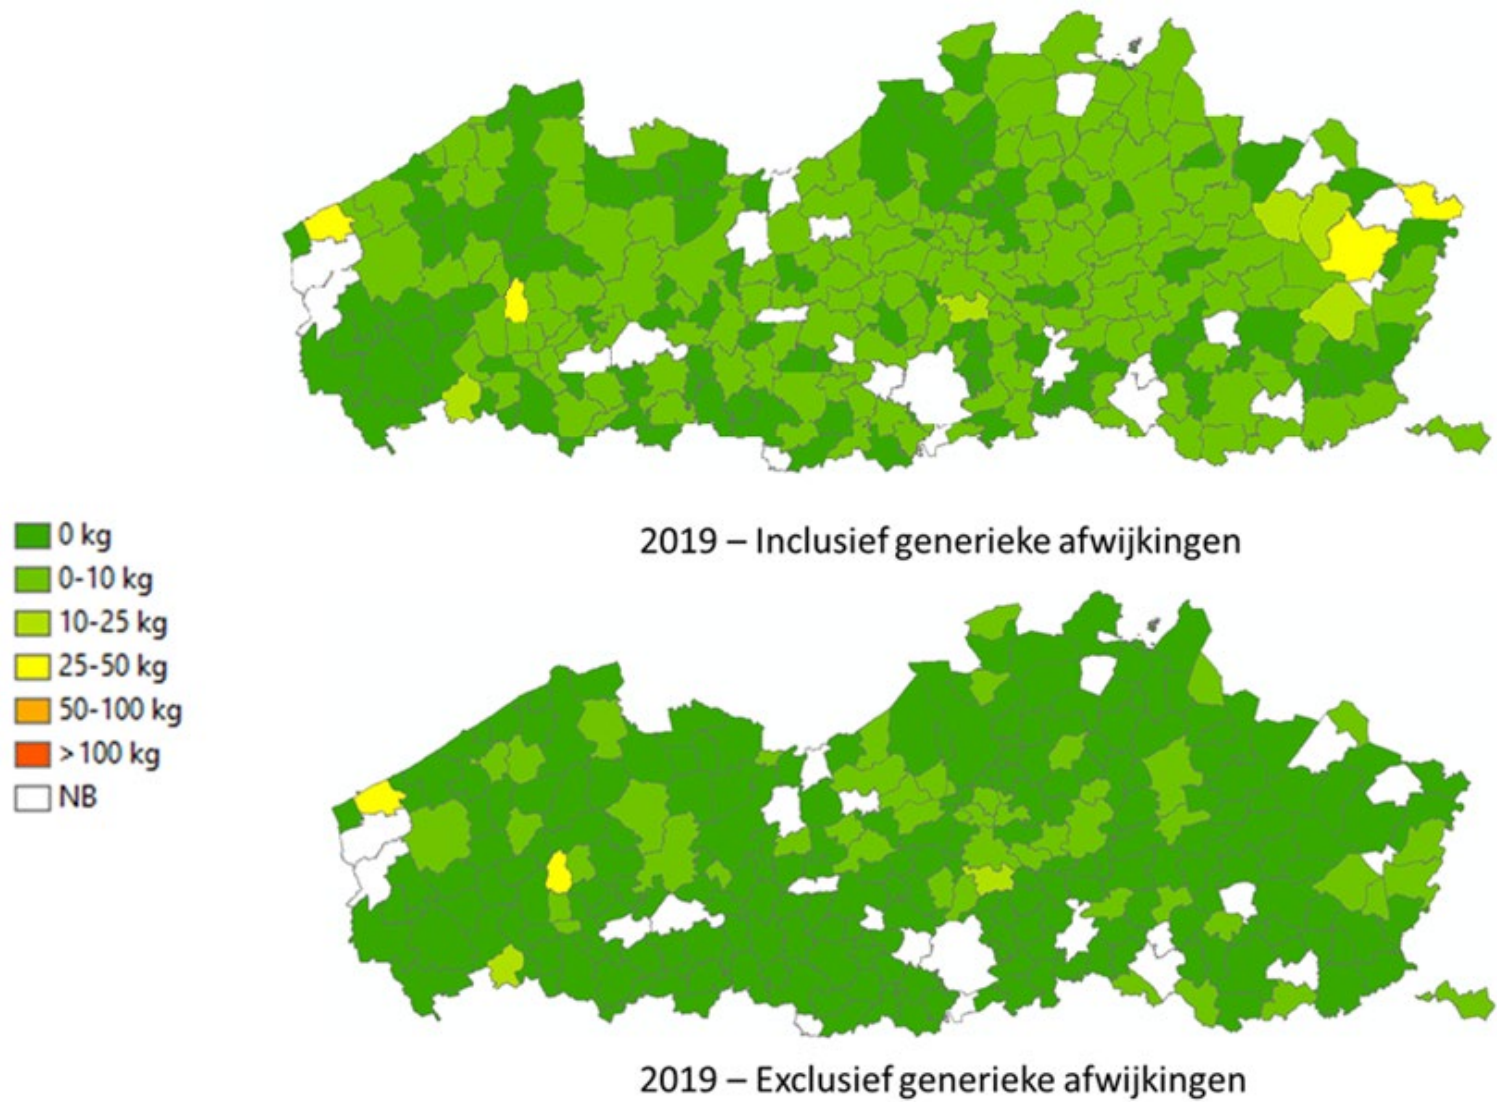 2019 – Inclusief generieke afwijkingen
0 kg
0-10 kg
10-25 kg
25-50 kg
50-100 kg
>100 kg
NB
2019 – Exclusief generieke afwijkingen